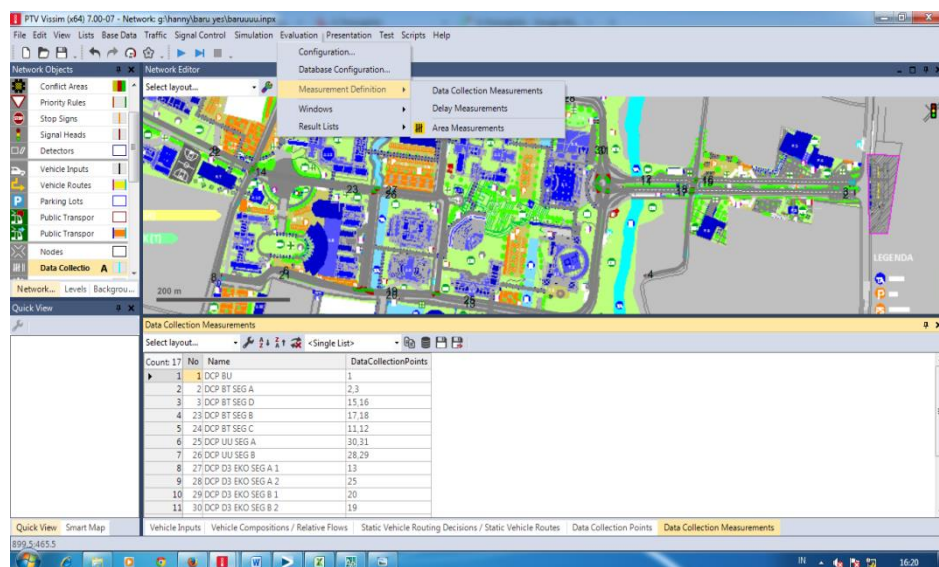 PTV Vissim (x64) 7.00-07 - Network: g:\hanny\baru yes\baruuuu.inpx
File Edit View Lists Base Data Traffic Signal Control Simulation Evaluation Presentation Test Scripts Help
Configuration...
Database Configuration...
Measurement Definition
Windows
Result Lists
Data Collection Measurements
Delay Measurements
Area Measurements
Network Objects
Conflict Areas
Priority Rules
Stop Signs
Signal Heads
Detectors
Vehicle Inputs
Vehicle Routes
Parking Lots
Public Transpor
Public Transpor
Nodes
Data Collectio A
Network... Levels Backgrou...
Network Editor
Select layout...
14
23
200 m
LEGENDA
Quick View
Quick View Smart Map
Data Collection Measurements
Select layout... <Single List>
Count: 17 No Name DataCollectionPoints
1 1 DCP BU 1
2 2 DCP BT SEG A 2,3
3 3 DCP BT SEG D 15,16
4 23 DCP BT SEG B 17,18
5 24 DCP BT SEG C 11,12
6 25 DCP UU SEG A 30,31
7 26 DCP UU SEG B 28,29
8 27 DCP D3 EKO SEG A 1 13
9 28 DCP D3 EKO SEG A 2 25
10 29 DCP D3 EKO SEG B 1 20
11 30 DCP D3 EKO SEG B 2 19
Vehicle Inputs Vehicle Compositions / Relative Flows Static Vehicle Routing Decisions / Static Vehicle Routes Data Collection Points Data Collection Measurements
899.5:465.5
IN 16:20